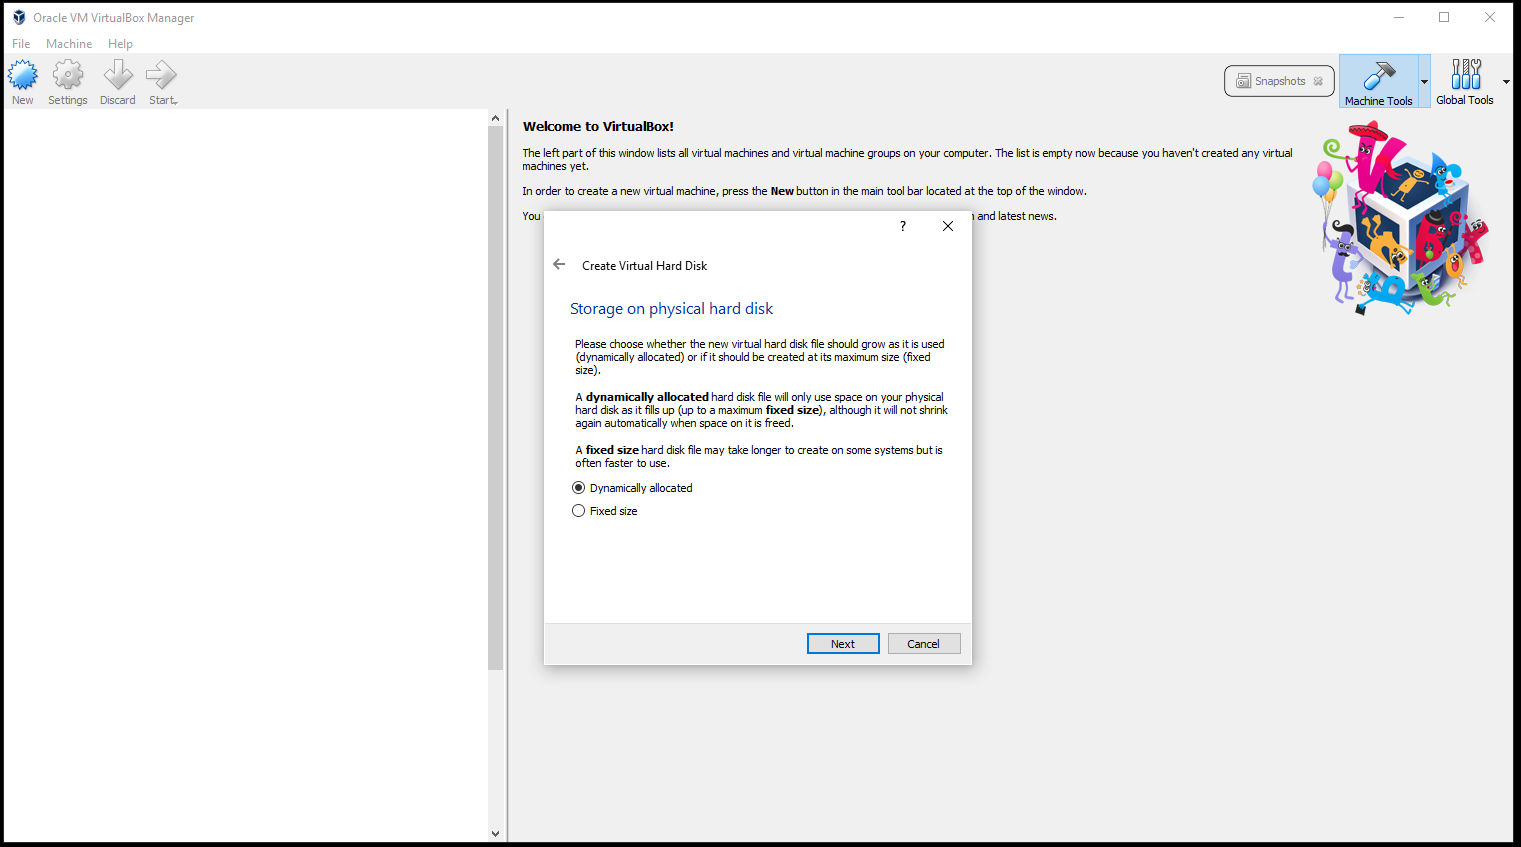 Oracle VM VirtualBox Manager
File Machine Help
New Settings Discard Start
Snapshots
Machine Tools Global Tools
Welcome to VirtualBox!
The left part of this window lists all virtual machines and virtual machine groups on your computer. The list is empty now because you haven't created any virtual
machines yet.
In order to create a new virtual machine, press the New button in the main tool bar located at the top of the window.
You
and latest news.
?
Create Virtual Hard Disk
Storage on physical hard disk
Please choose whether the new virtual hard disk file should grow as it is used
(dynamically allocated) or if it should be created at its maximum size (fixed
size).
A dynamically allocated hard disk file will only use space on your physical
hard disk as it fills up (up to a maximum fixed size), although it will not shrink
again automatically when space on it is freed.
A fixed size hard disk file may take longer to create on some systems but is
often faster to use.
Dynamically allocated
Fixed size
Next Cancel